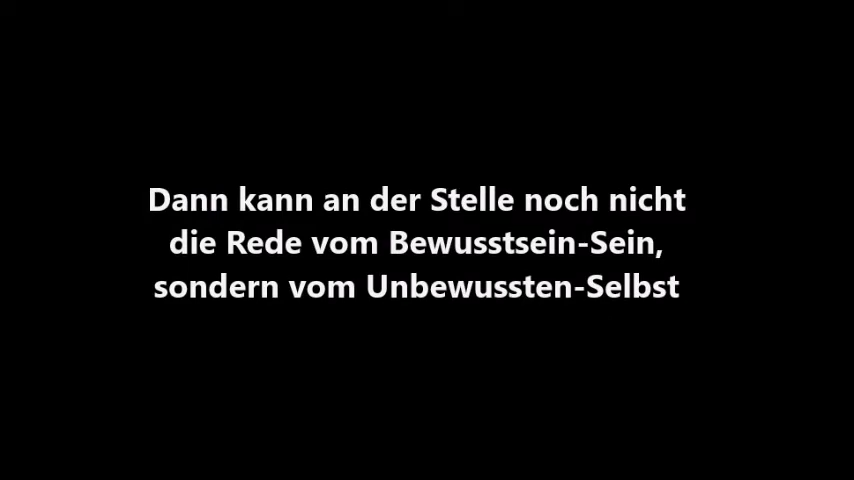 Dann kann an der Stelle noch nicht
die Rede vom Bewusstsein-Sein,
sondern vom Unbewussten-Selbst